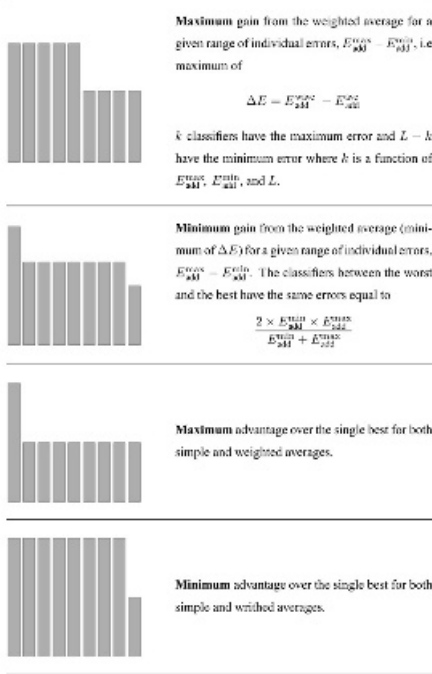 Maximum gain from the weighted average for a
given range of individual errors, E_add^max − E_add^min, i.e
maximum of
ΔE = E_add^wave − E_add^ave
k classifiers have the maximum error and L − k
have the minimum error where k is a function of
E_add^max, E_add^min, and L.
Minimum gain from the weighted average (mini-
mum of ΔE) for a given range of individual errors,
E_add^max − E_add^min. The classifiers between the worst
and the best have the same errors equal to
2 × E_add^min × E_add^max
E_add^min + E_add^max
Maximum advantage over the single best for both
simple and weighted averages.
Minimum advantage over the single best for both
simple and writhed averages.